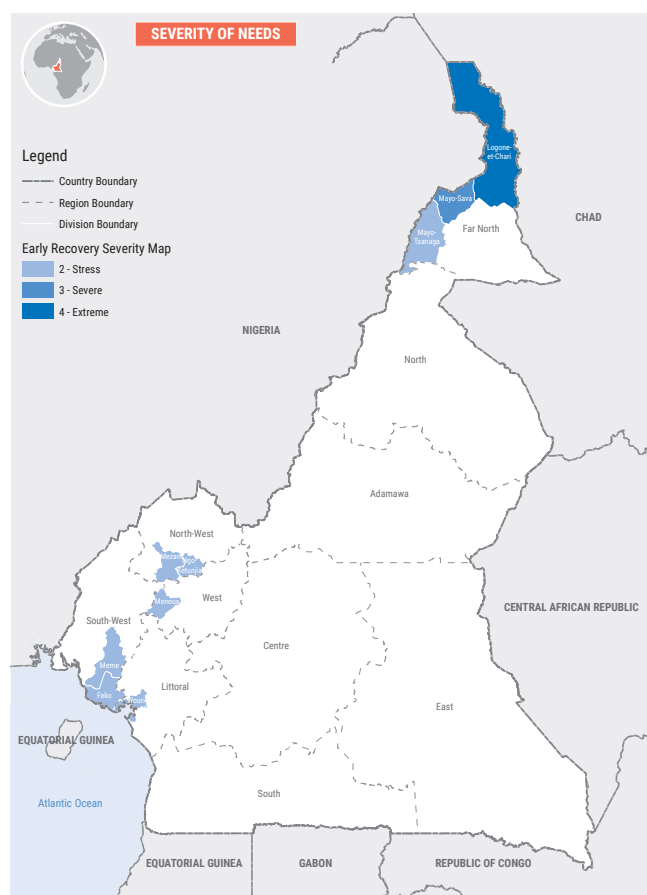 SEVERITY OF NEEDS
Legend
Country Boundary
Region Boundary
Division Boundary
Early Recovery Severity Map
2 - Stress
3 - Severe
4 - Extreme
Logone-
et-Chari
Mayo-Sava
Mayo-
Tsanaga
Far North
CHAD
NIGERIA
North
Adamawa
North-West
Mezam
Ketunjia
West
Menoua
CENTRAL AFRICAN REPUBLIC
South-West
Centre
Meme
Littoral
Fako
East
EQUATORIAL GUINEA
South
Atlantic Ocean
EQUATORIAL GUINEA
GABON
REPUBLIC OF CONGO